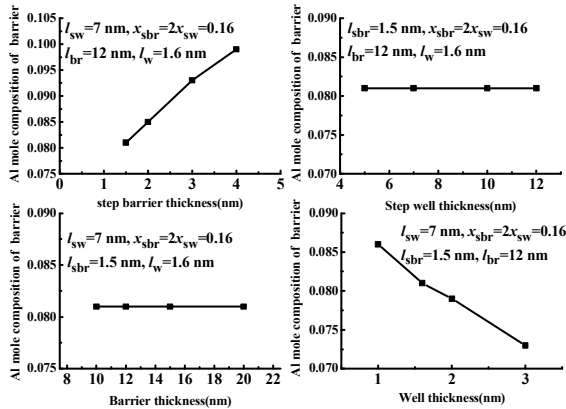 Al mole composition of barrier
0.105
0.100
0.095
0.090
0.085
0.080
0.075
l_sw=7 nm, x_sbr=2x_sw=0.16
l_br=12 nm, l_w=1.6 nm
0 1 2 3 4 5
step barrier thickness(nm)
Al mole composition of barrier
0.090
0.085
0.080
0.075
0.070
l_sbr=1.5 nm, x_sbr=2x_sw=0.16
l_br=12 nm, l_w=1.6 nm
4 6 8 10 12
Step well thickness(nm)
Al mole composition of barrier
0.090
0.085
0.080
0.075
l_sw=7 nm, x_sbr=2x_sw=0.16
l_sbr=1.5 nm, l_w=1.6 nm
8 10 12 14 16 18 20 22
Barrier thickness(nm)
Al mole composition of barrier
0.090
0.085
0.080
0.075
0.070
l_sw=7 nm, x_sbr=2x_sw=0.16
l_sbr=1.5 nm, l_br=12 nm
1 2 3
Well thickness(nm)